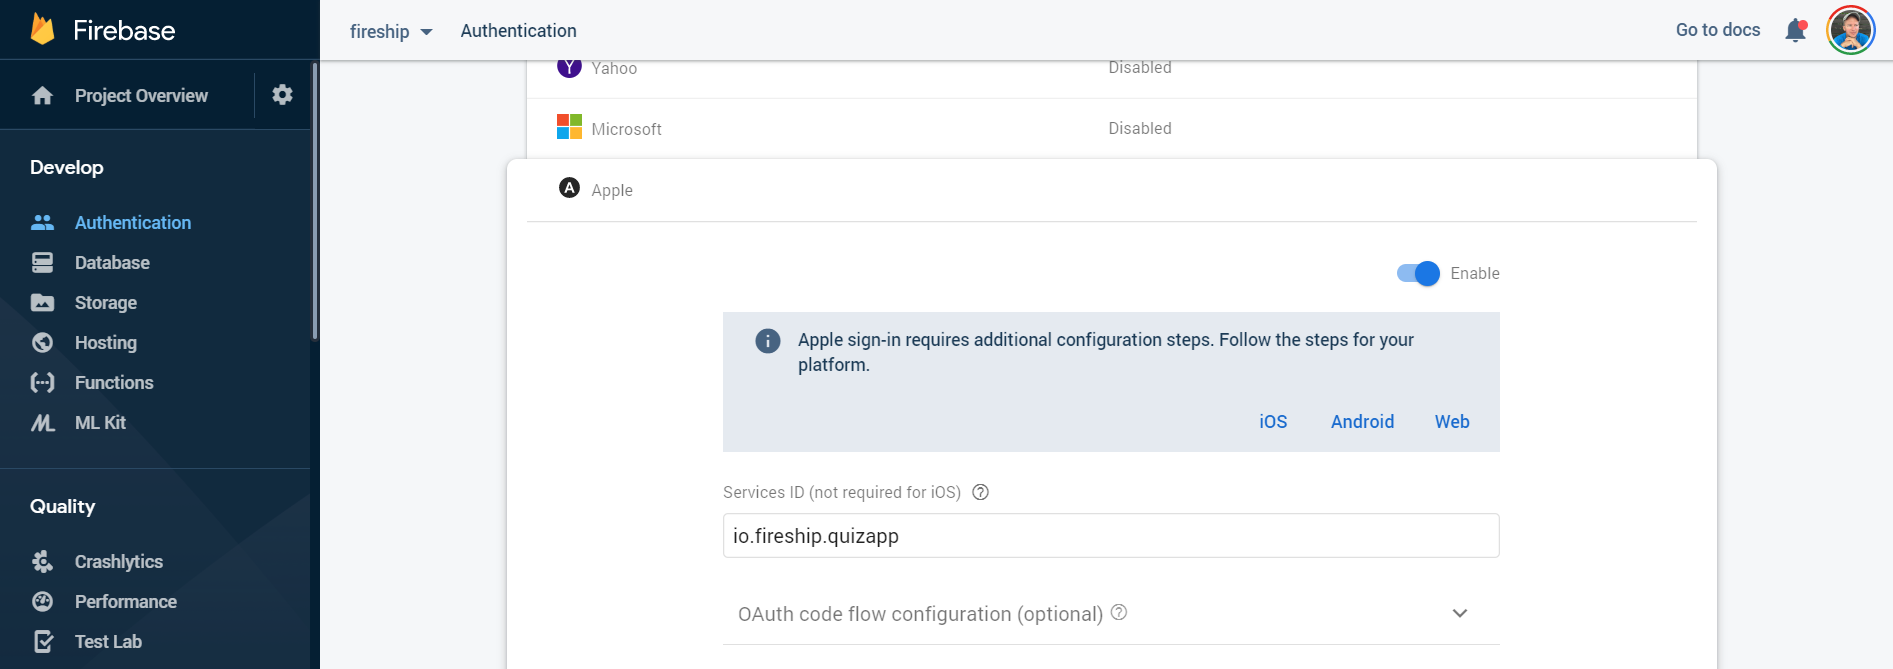 Firebase
fireship
Authentication
Go to docs
Project Overview
Develop
Authentication
Database
Storage
Hosting
Functions
ML Kit
Quality
Crashlytics
Performance
Test Lab
Yahoo Disabled
Microsoft Disabled
Apple
Enable
Apple sign-in requires additional configuration steps. Follow the steps for your
platform.
iOS Android Web
Services ID (not required for iOS)
io.fireship.quizapp
OAuth code flow configuration (optional)